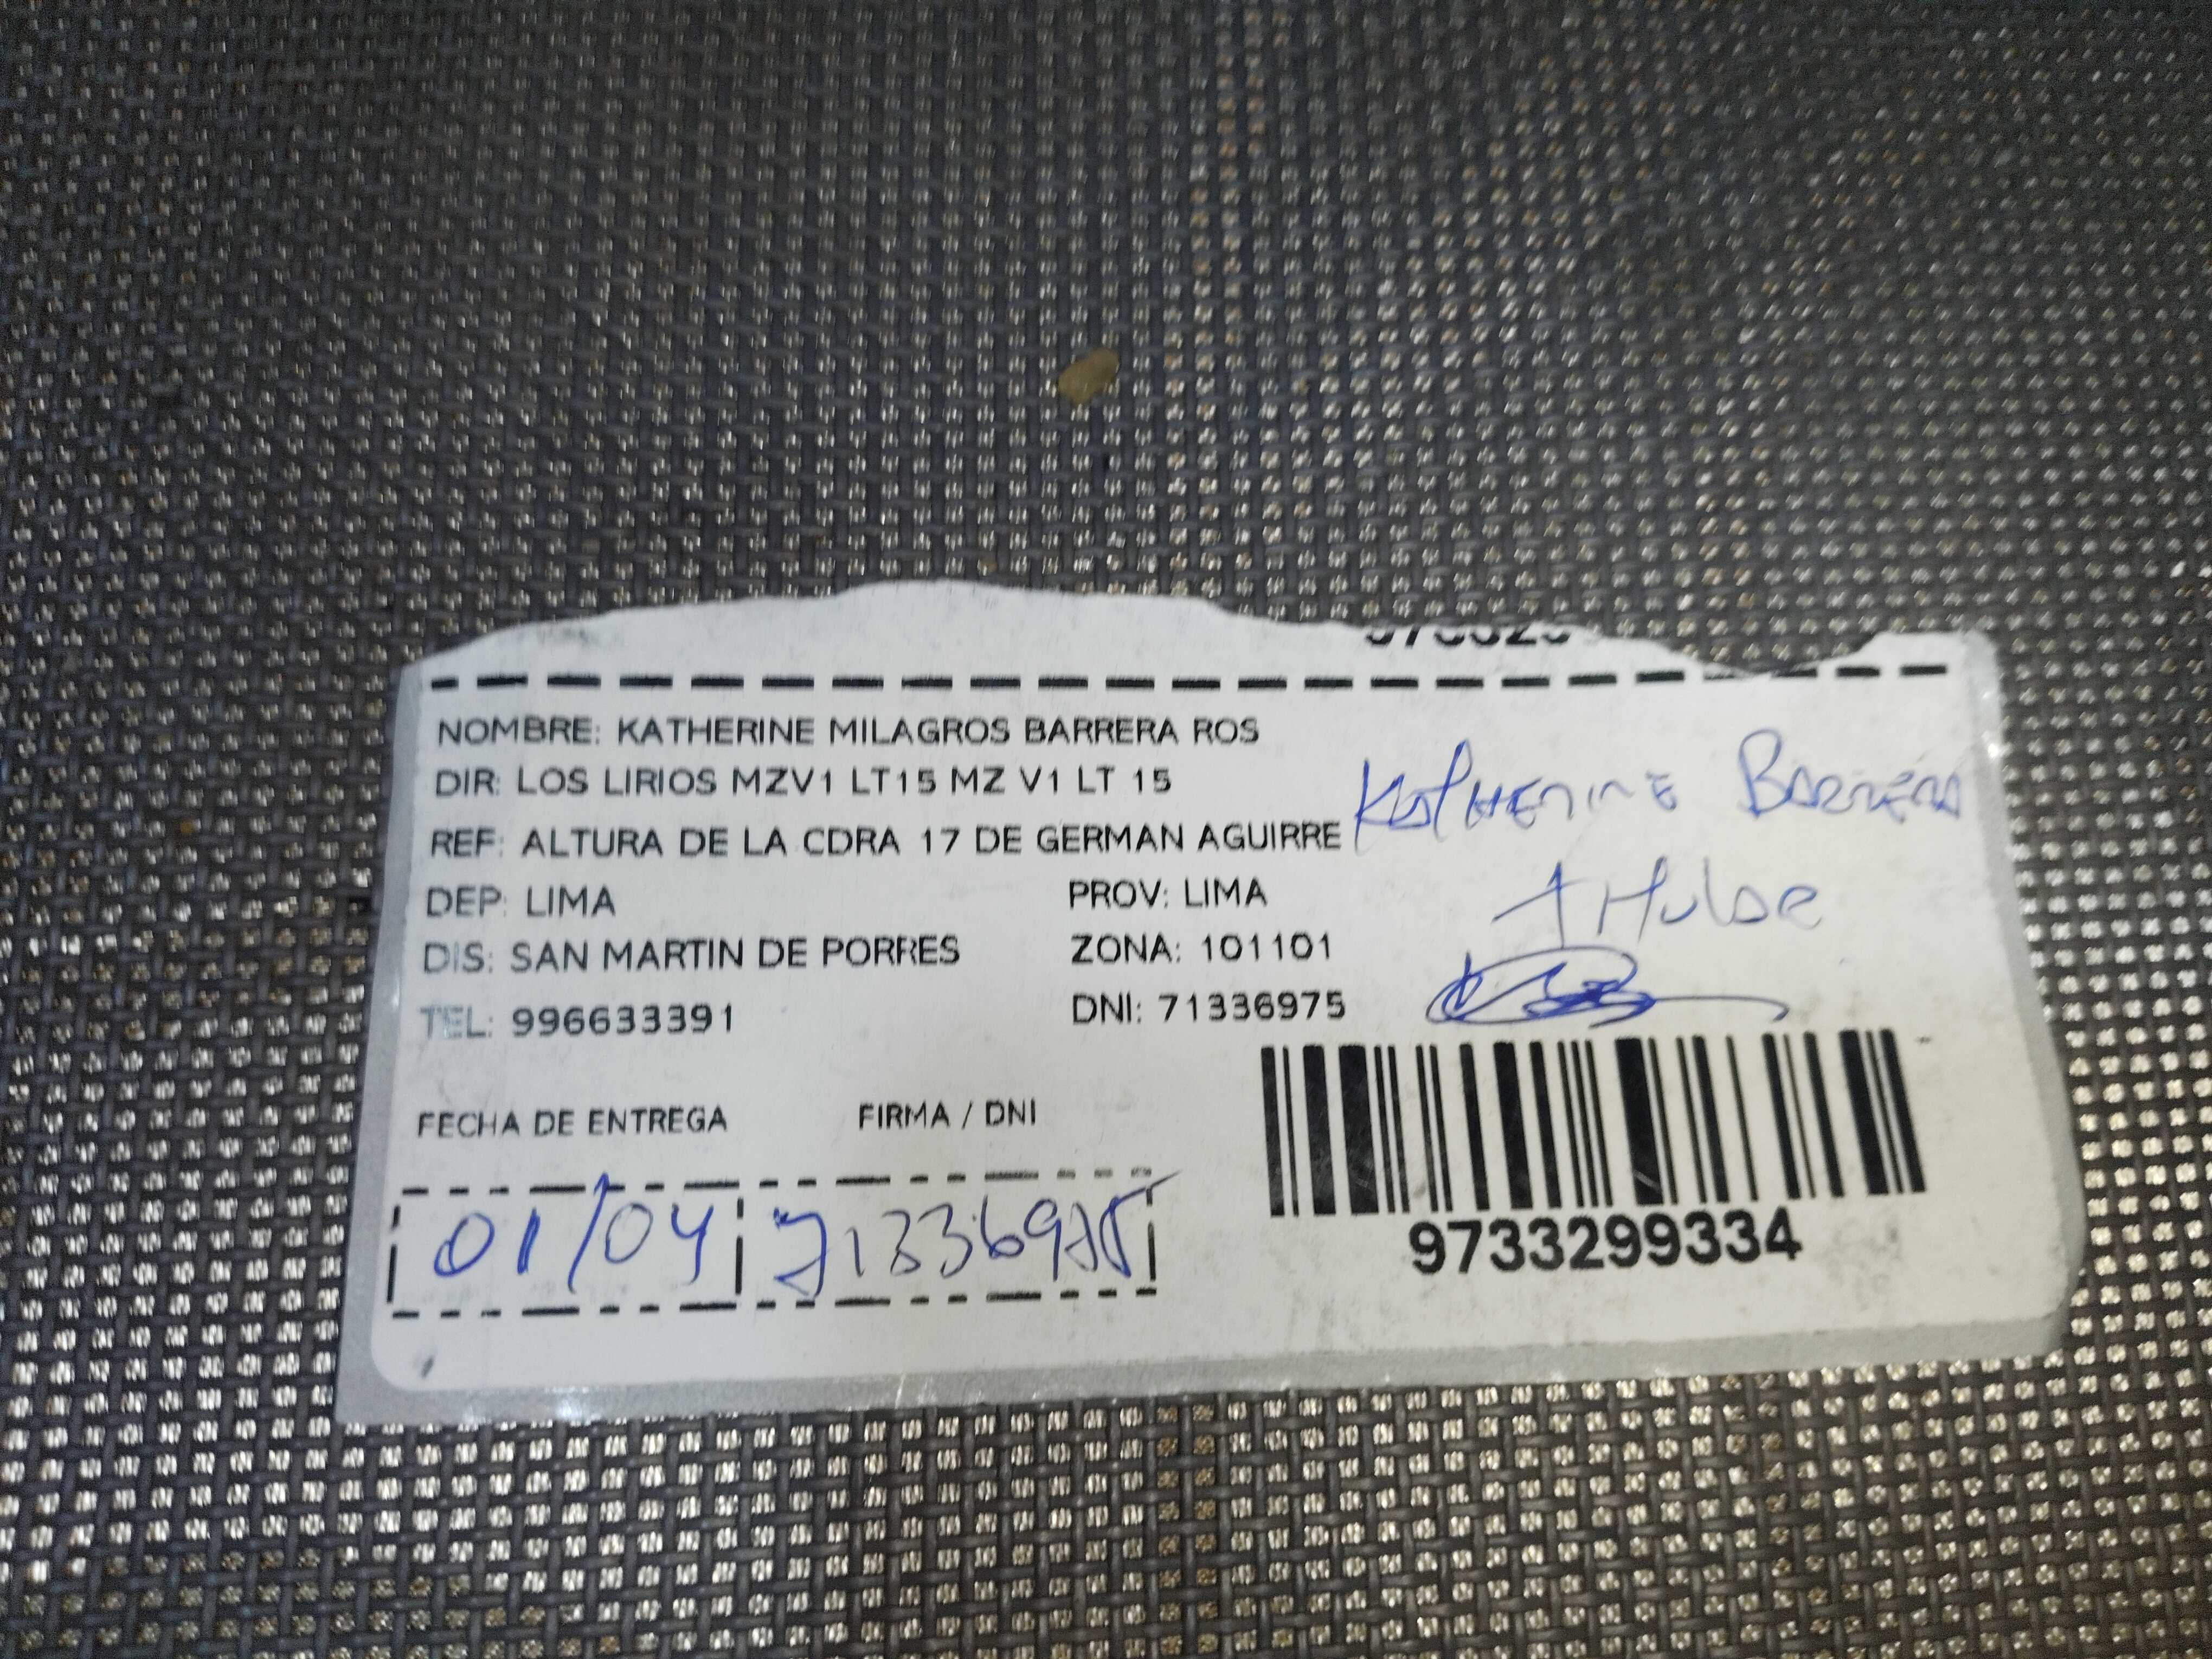 NOMBRE: KATHERINE MILAGROS BARRERA ROS
DIR: LOS LIRIOS MZV1 LT15 MZ V1 LT 15
REF: ALTURA DE LA CDRA 17 DE GERMAN AGUIRRE
Katherine Barrera
DEP: LIMA PROV: LIMA
DIS: SAN MARTIN DE PORRES ZONA: 101101
TEL: 996633391 DNI: 71336975
FECHA DE ENTREGA FIRMA / DNI
01/04 71336975
9733299334